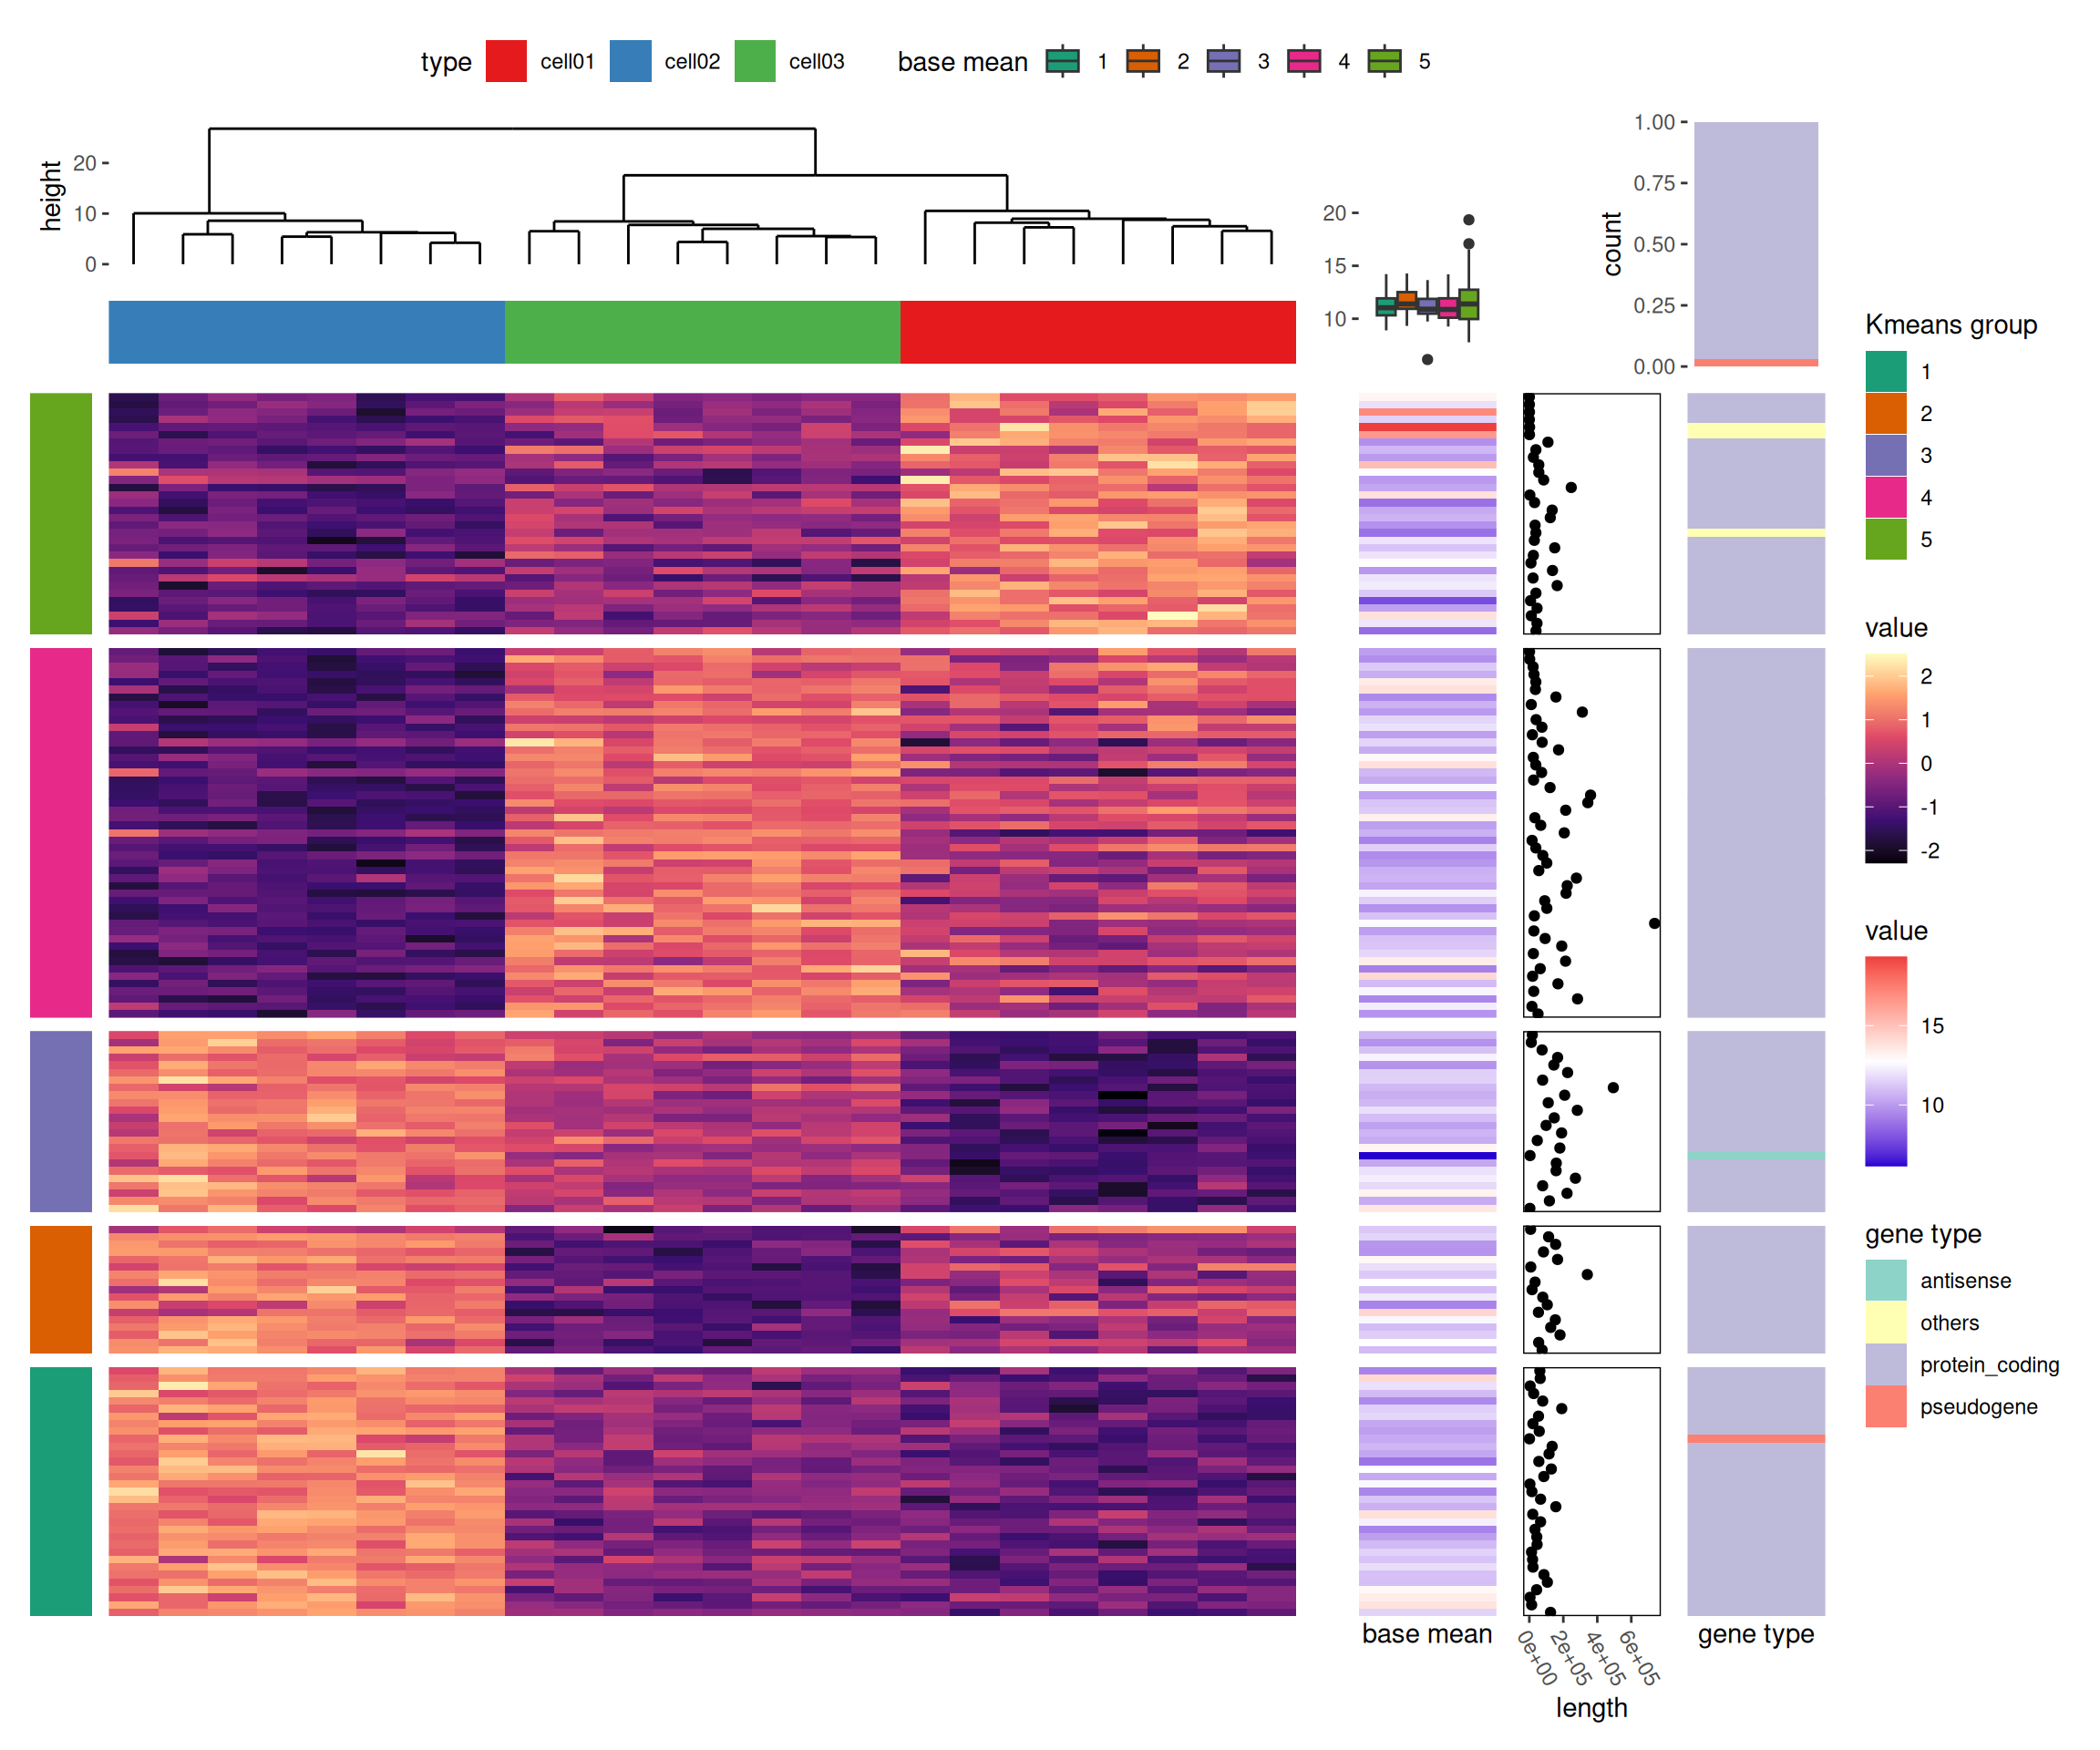 type cell01 cell02 cell03 base mean 1 2 3 4 5
height
20
10
0
20
15
10
count
1.00
0.75
0.50
0.25
0.00
Kmeans group
1
2
3
4
5
value
2
1
0
-1
-2
value
15
10
gene type
antisense
others
protein_coding
pseudogene
base mean
0e+00 2e+05 4e+05 6e+05
length
gene type